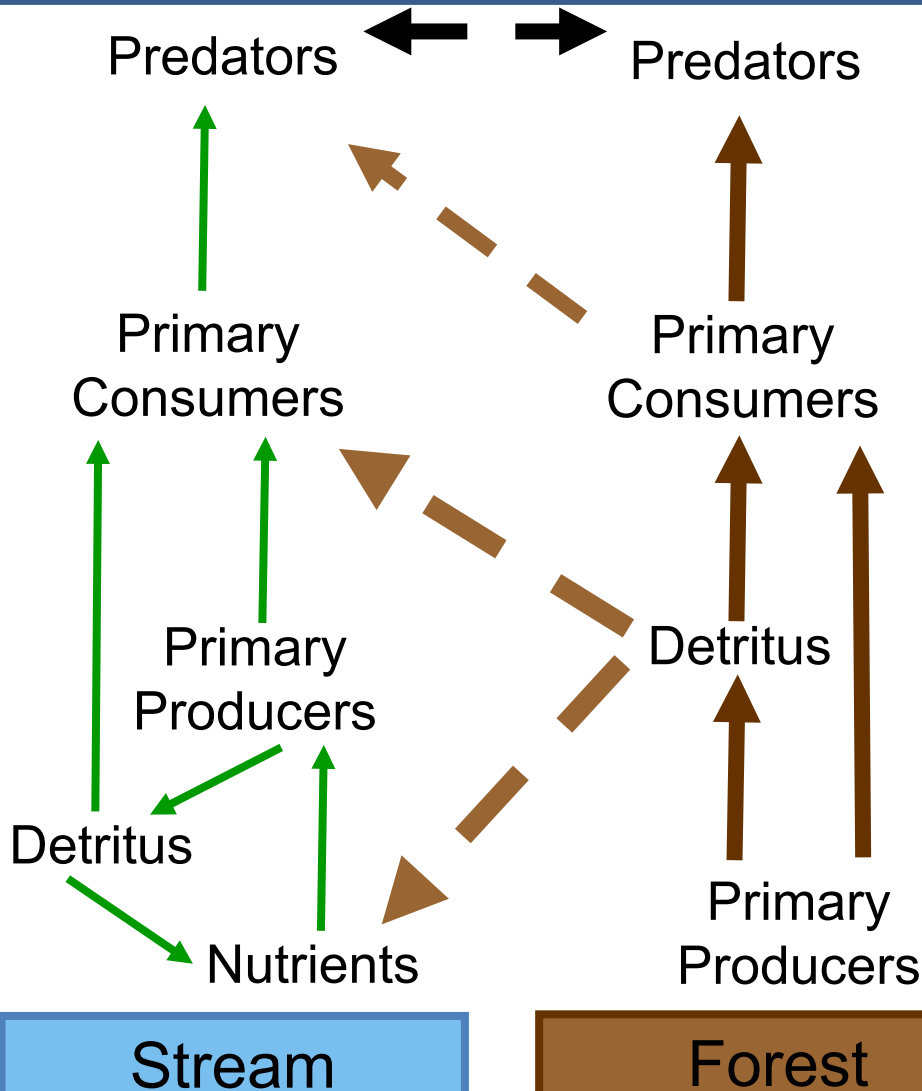 Predators
Predators
Primary
Consumers
Primary
Consumers
Primary
Producers
Detritus
Detritus
Primary
Producers
Nutrients
Stream
Forest